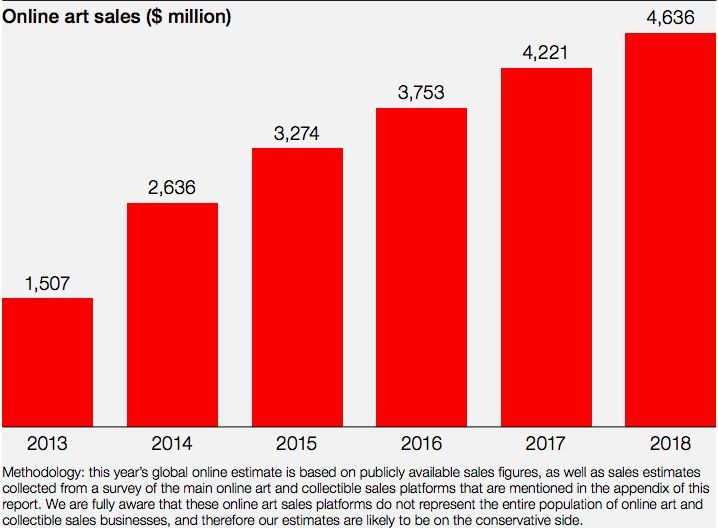 Online art sales ($ million)
4,636
4,221
3,753
3,274
2,636
1,507
2013 2014 2015 2016 2017 2018
Methodology: this year’s global online estimate is based on publicly available sales figures, as well as sales estimates
collected from a survey of the main online art and collectible sales platforms that are mentioned in the appendix of this
report. We are fully aware that these online art sales platforms do not represent the entire population of online art and
collectible sales businesses, and therefore our estimates are likely to be on the conservative side.